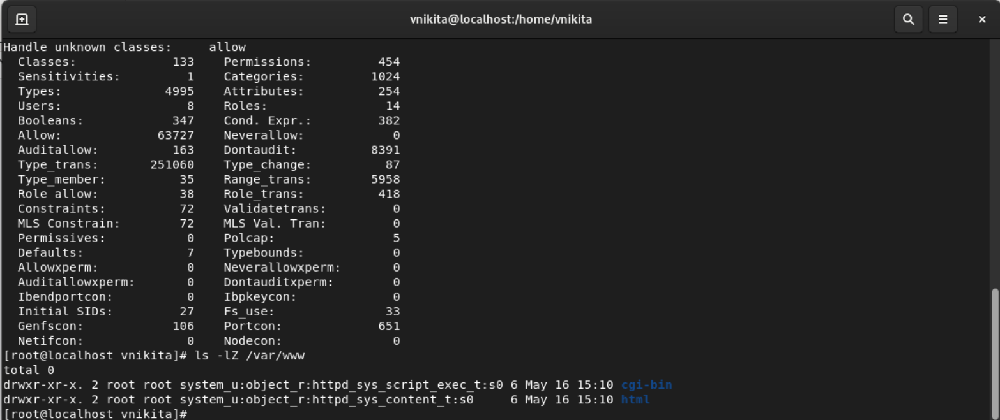 vnikita@localhost:/home/vnikita
Handle unknown classes:     allow
  Classes:             133    Permissions:         454
  Sensitivities:         1    Categories:         1024
  Types:              4995    Attributes:          254
  Users:                 8    Roles:                14
  Booleans:            347    Cond. Expr.:         382
  Allow:             63727    Neverallow:            0
  Auditallow:          163    Dontaudit:          8391
  Type_trans:       251060    Type_change:          87
  Type_member:          35    Range_trans:        5958
  Role allow:           38    Role_trans:          418
  Constraints:          72    Validatetrans:         0
  MLS Constrain:        72    MLS Val. Tran:         0
  Permissives:           0    Polcap:                5
  Defaults:              7    Typebounds:            0
  Allowxperm:            0    Neverallowxperm:       0
  Auditallowxperm:       0    Dontauditxperm:        0
  Ibendportcon:          0    Ibpkeycon:             0
  Initial SIDs:         27    Fs_use:               33
  Genfscon:            106    Portcon:             651
  Netifcon:              0    Nodecon:               0
[root@localhost vnikita]# ls -lZ /var/www
total 0
drwxr-xr-x. 2 root root system_u:object_r:httpd_sys_script_exec_t:s0 6 May 16 15:10 cgi-bin
drwxr-xr-x. 2 root root system_u:object_r:httpd_sys_content_t:s0     6 May 16 15:10 html
[root@localhost vnikita]#